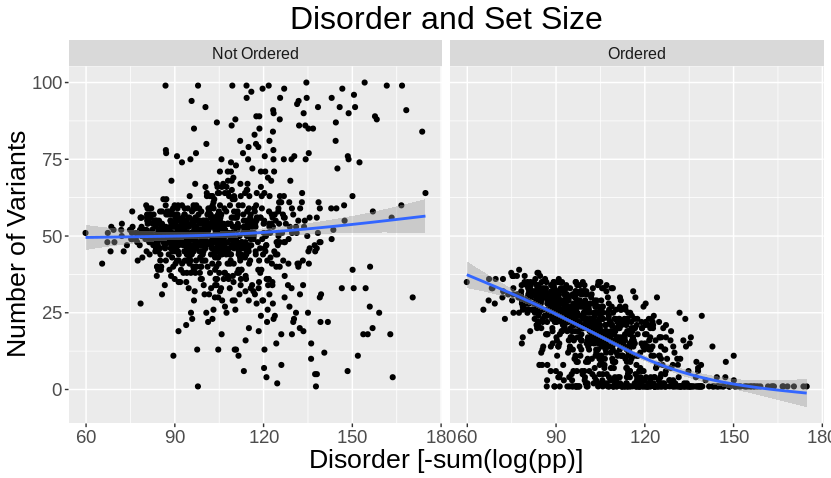 Disorder and Set Size
Not Ordered
Ordered
Number of Variants
100
75
50
25
0
60 90 120 150 180
60 90 120 150 180
Disorder [-sum(log(pp)]